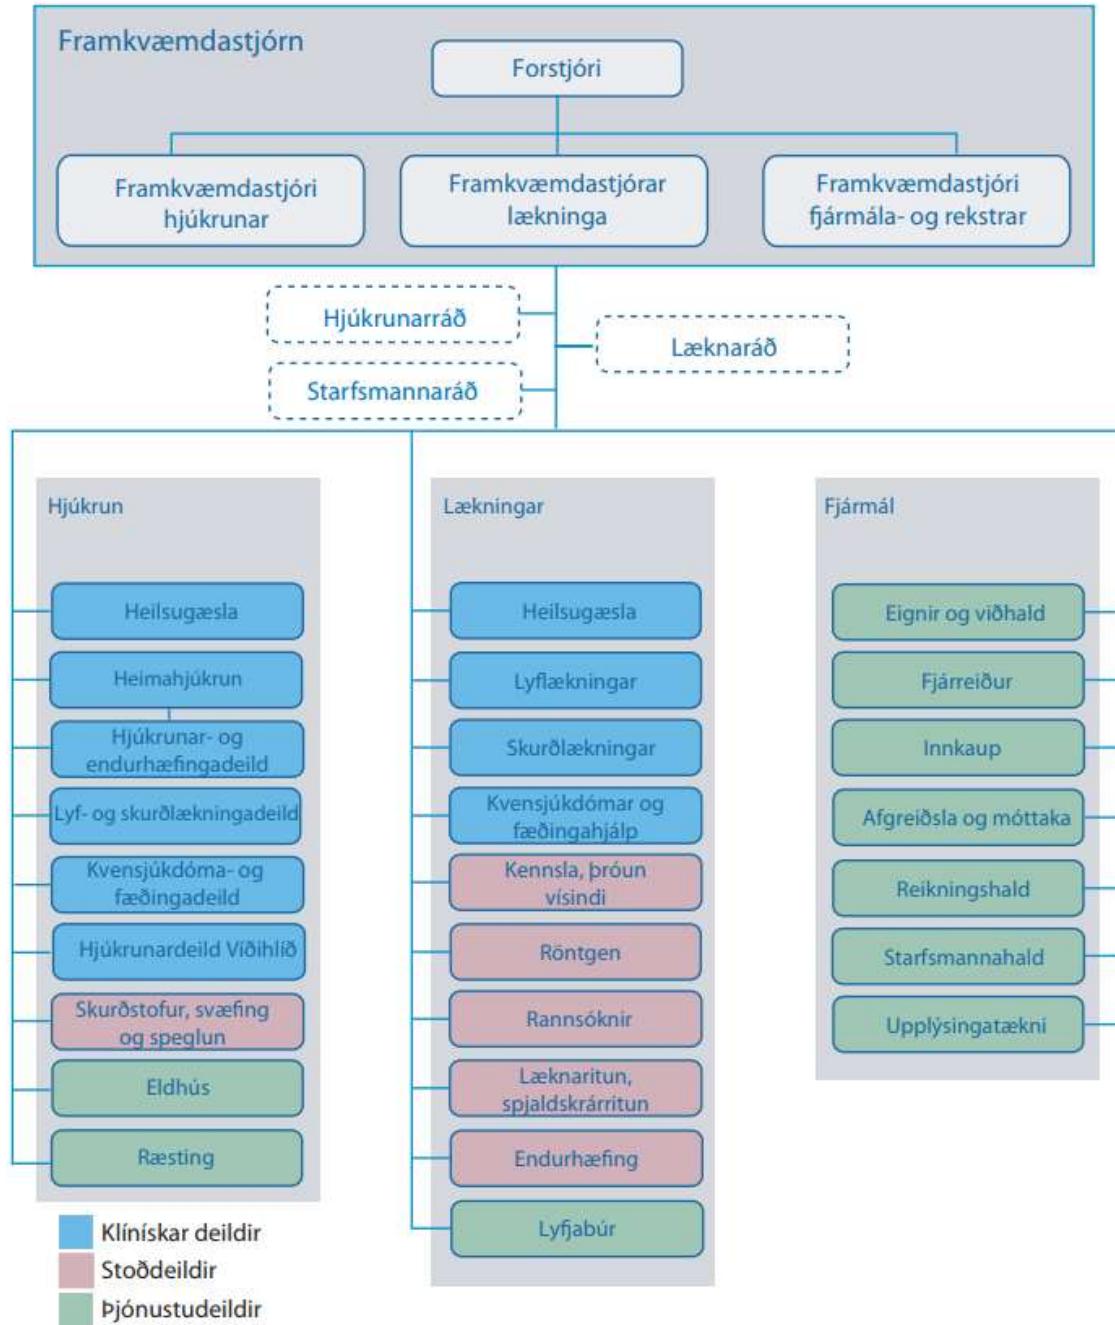 Framkvæmdastjórn
Forstjóri
Framkvæmdastjóri
hjúkrunar
Framkvæmdastjórar
lækninga
Framkvæmdastjóri
fjármála- og rekstrar
Hjúkrunarráð
Læknaráð
Starfsmannaráð
Hjúkrun
Heilsugæsla
Heimahjúkrun
Hjúkrunar- og
endurhæfingadeild
Lyf- og skurðlækningadeild
Kvensjúkdóma- og
fæðingadeild
Hjúkrunardeild Víðihlíð
Skurðstofur, svæfing
og speglun
Eldhús
Ræsting
Lækningar
Heilsugæsla
Lyflækningar
Skurðlækningar
Kvensjúkdómar og
fæðingahjálp
Kennsla, þróun
vísindi
Röntgen
Rannsóknir
Læknaritun,
spjaldskrárritun
Endurhæfing
Lyfjabúr
Fjármál
Eignir og viðhald
Fjárreiður
Innkaup
Afgreiðsla og móttaka
Reikningshald
Starfsmannahald
Upplýsingatækni
Klínískar deildir
Stoðdeildir
Þjónustudeildir